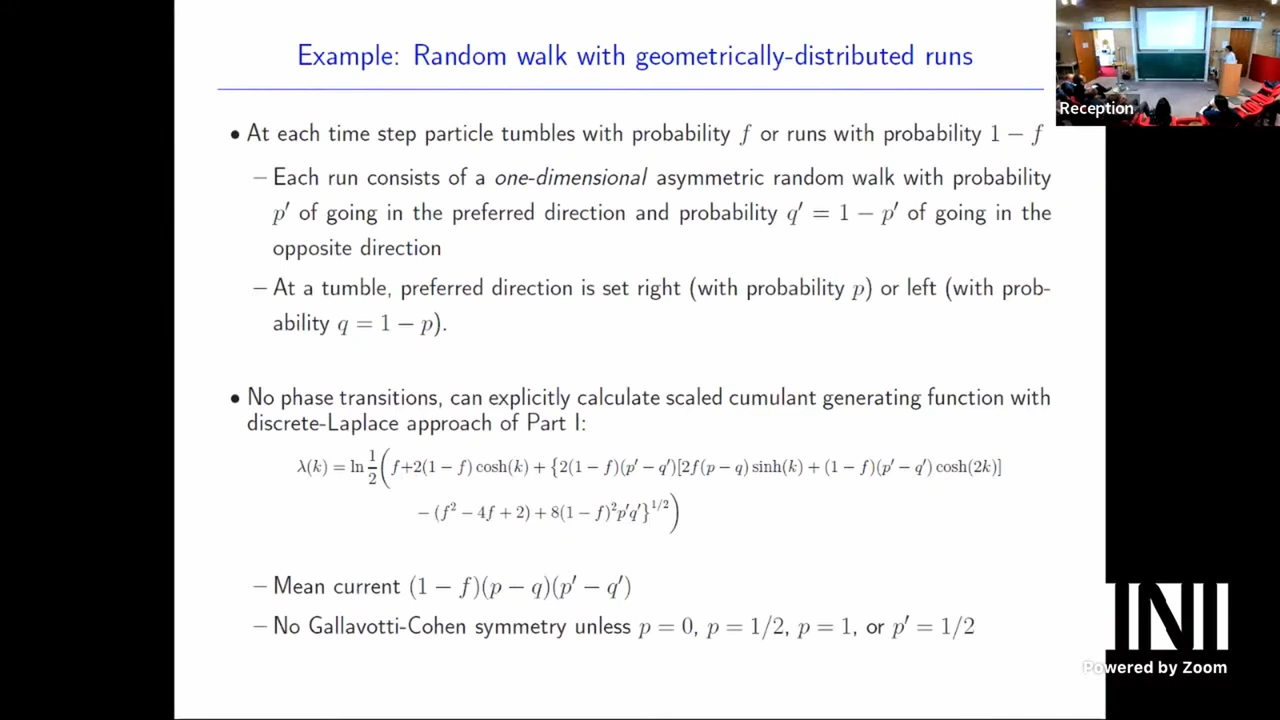 Example: Random walk with geometrically-distributed runs
Reception
• At each time step particle tumbles with probability f or runs with probability 1 − f
– Each run consists of a one-dimensional asymmetric random walk with probability
p′ of going in the preferred direction and probability q′ = 1 − p′ of going in the
opposite direction
– At a tumble, preferred direction is set right (with probability p) or left (with prob-
ability q = 1 − p).
• No phase transitions, can explicitly calculate scaled cumulant generating function with
discrete-Laplace approach of Part I:
λ(k) = ln 1/2 ( f+2(1 − f) cosh(k) + {2(1 − f)(p′ − q′)[2f(p − q) sinh(k) + (1 − f)(p′ − q′) cosh(2k)]
− (f² − 4f + 2) + 8(1 − f)²p′q′}^1/2 )
– Mean current (1 − f)(p − q)(p′ − q′)
– No Gallavotti-Cohen symmetry unless p = 0, p = 1/2, p = 1, or p′ = 1/2
INI
Powered by Zoom